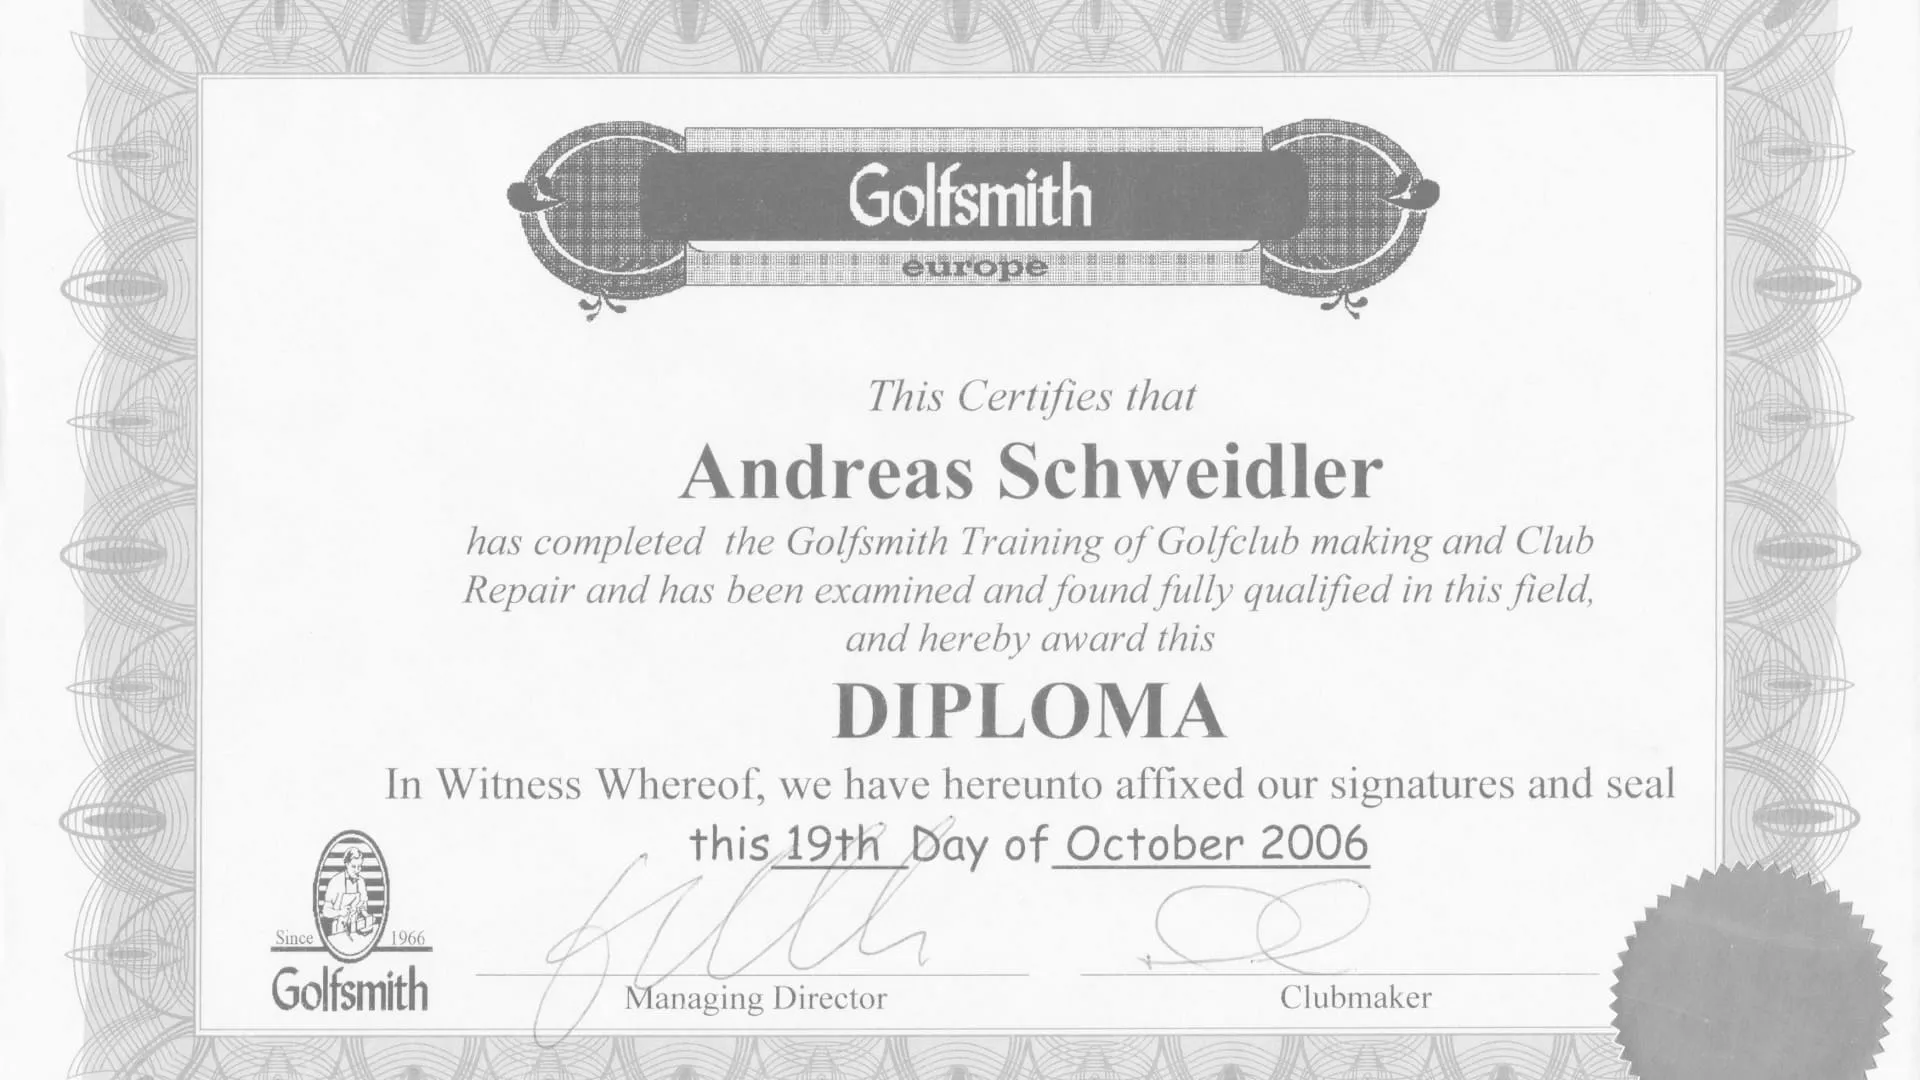 Golfsmith
europe
This Certifies that
Andreas Schweidler
has completed the Golfsmith Training of Golfclub making and Club
Repair and has been examined and found fully qualified in this field,
and hereby award this
DIPLOMA
In Witness Whereof, we have hereunto affixed our signatures and seal
this 19th Day of October 2006
Since 1966
Golfsmith
Managing Director
Clubmaker